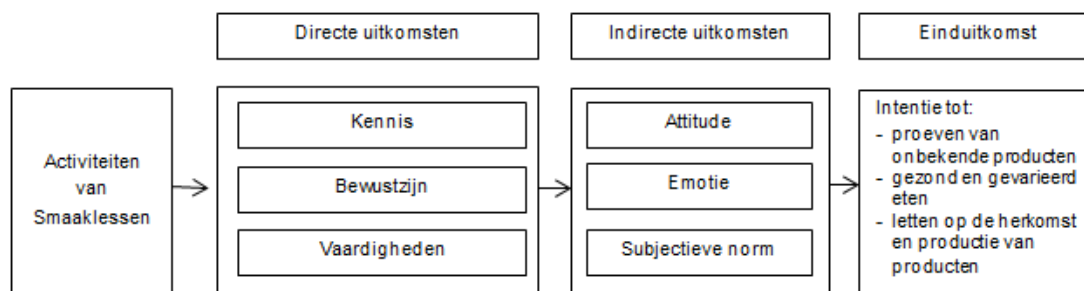 Directe uitkomsten
Indirecte uitkomsten
Einduitkomst
Activiteiten
van
Smaaklessen
Kennis
Bewustzijn
Vaardigheden
Attitude
Emotie
Subjectieve norm
Intentie tot:
- proeven van
onbekende producten
- gezond en gevarieerd
eten
- letten op de herkomst
en productie van
producten